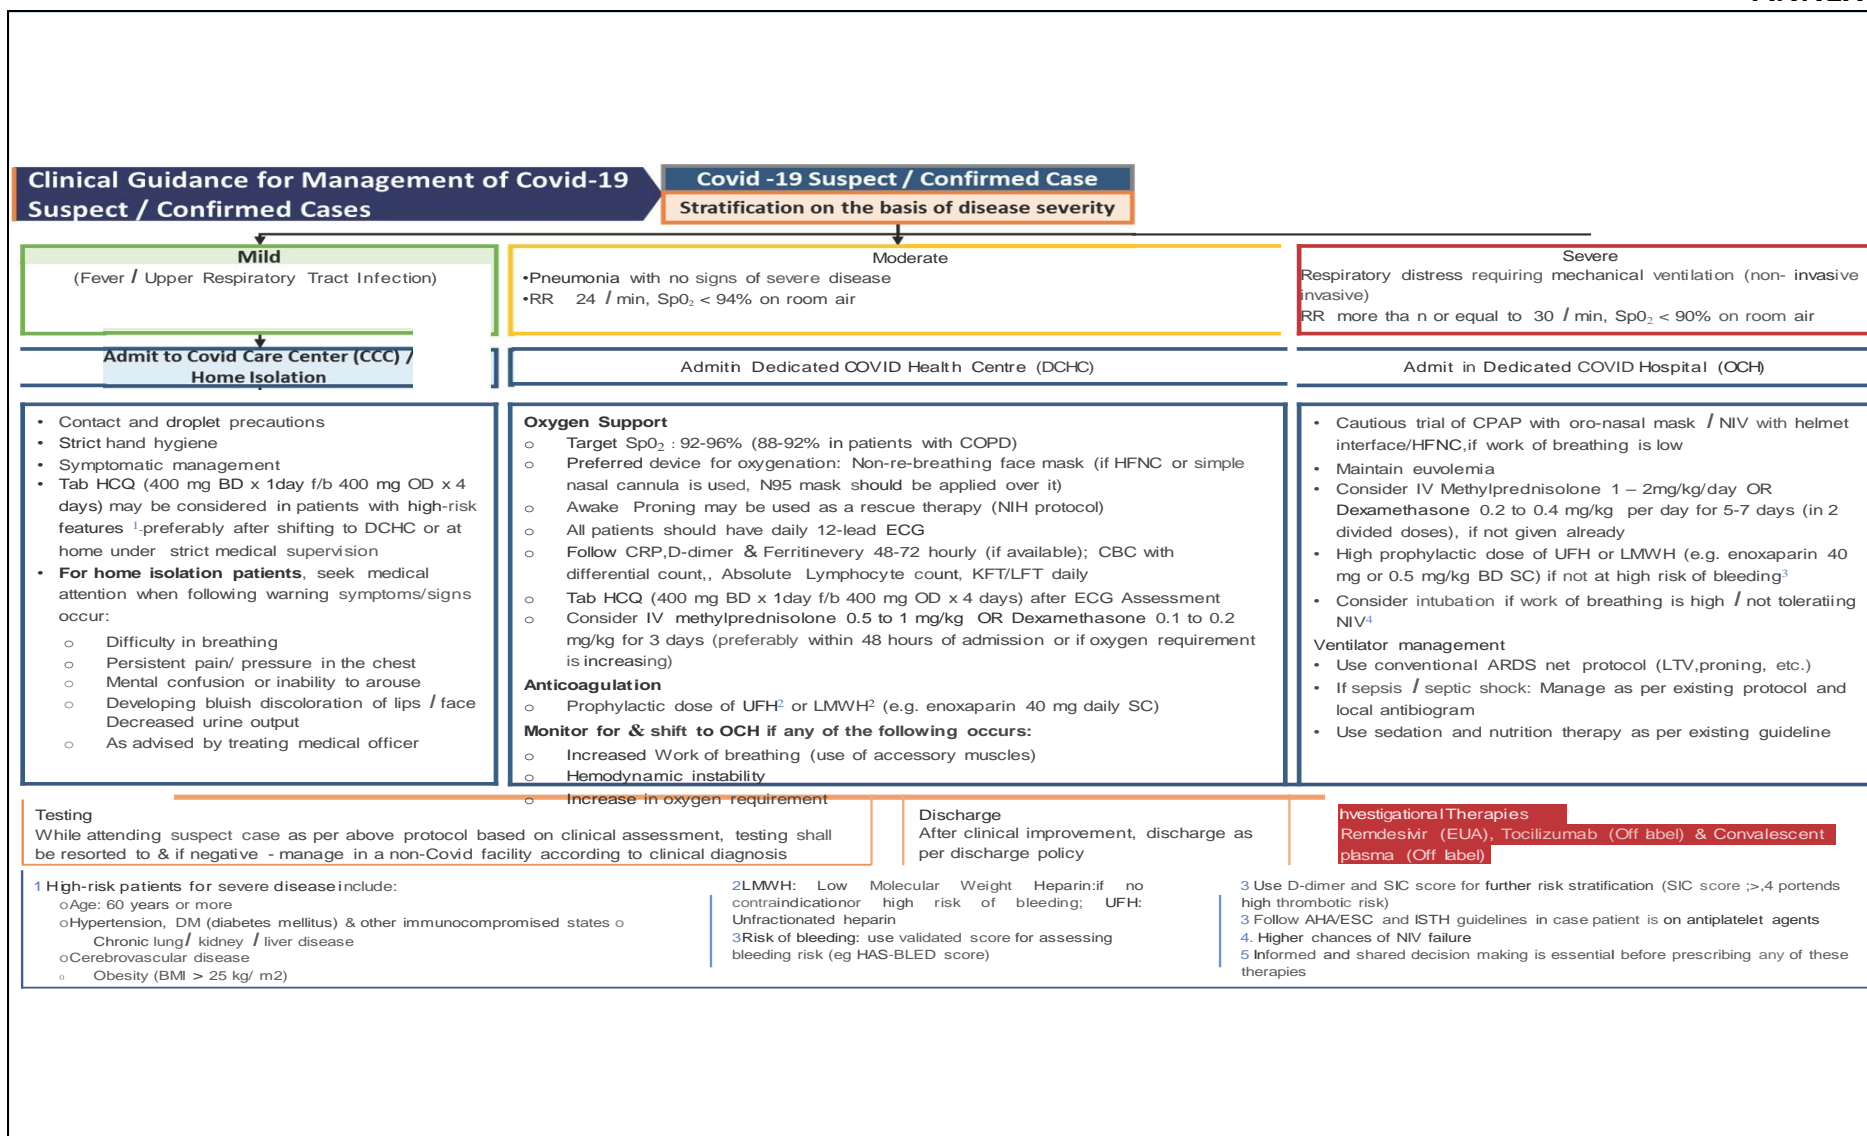 Clinical Guidance for Management of Covid-19
Suspect / Confirmed Cases
Covid -19 Suspect / Confirmed Case
Stratification on the basis of disease severity
Mild
(Fever / Upper Respiratory Tract Infection)
Moderate
•Pneumonia with no signs of severe disease
•RR 24 / min, Sp0₂ < 94% on room air
Severe
Respiratory distress requiring mechanical ventilation (non- invasive
invasive)
RR more tha n or equal to 30 / min, Sp0₂ < 90% on room air
Admit to Covid Care Center (CCC) /
Home Isolation
Admitin Dedicated COVID Health Centre (DCHC)
Admit in Dedicated COVID Hospital (OCH)
• Contact and droplet precautions
• Strict hand hygiene
• Symptomatic management
• Tab HCQ (400 mg BD x 1day f/b 400 mg OD x 4
days) may be considered in patients with high-risk
features ¹-preferably after shifting to DCHC or at
home under strict medical supervision
• For home isolation patients, seek medical
attention when following warning symptoms/signs
occur:
o Difficulty in breathing
o Persistent pain/ pressure in the chest
o Mental confusion or inability to arouse
o Developing bluish discoloration of lips / face
Decreased urine output
o As advised by treating medical officer
Oxygen Support
o Target Sp0₂ : 92-96% (88-92% in patients with COPD)
o Preferred device for oxygenation: Non-re-breathing face mask (if HFNC or simple
nasal cannula is used, N95 mask should be applied over it)
o Awake Proning may be used as a rescue therapy (NIH protocol)
o All patients should have daily 12-lead ECG
o Follow CRP,D-dimer & Ferritinevery 48-72 hourly (if available); CBC with
differential count,, Absolute Lymphocyte count, KFT/LFT daily
o Tab HCQ (400 mg BD x 1day f/b 400 mg OD x 4 days) after ECG Assessment
o Consider IV methylprednisolone 0.5 to 1 mg/kg OR Dexamethasone 0.1 to 0.2
mg/kg for 3 days (preferably within 48 hours of admission or if oxygen requirement
is increasing)
Anticoagulation
o Prophylactic dose of UFH² or LMWH² (e.g. enoxaparin 40 mg daily SC)
Monitor for & shift to OCH if any of the following occurs:
o Increased Work of breathing (use of accessory muscles)
o Hemodynamic instability
o Increase in oxygen requirement
• Cautious trial of CPAP with oro-nasal mask / NIV with helmet
interface/HFNC,if work of breathing is low
• Maintain euvolemia
• Consider IV Methylprednisolone 1 – 2mg/kg/day OR
Dexamethasone 0.2 to 0.4 mg/kg per day for 5-7 days (in 2
divided doses), if not given already
• High prophylactic dose of UFH or LMWH (e.g. enoxaparin 40
mg or 0.5 mg/kg BD SC) if not at high risk of bleeding³
• Consider intubation if work of breathing is high / not toleratiing
NIV⁴
Ventilator management
• Use conventional ARDS net protocol (LTV,proning, etc.)
• If sepsis / septic shock: Manage as per existing protocol and
local antibiogram
• Use sedation and nutrition therapy as per existing guideline
Testing
While attending suspect case as per above protocol based on clinical assessment, testing shall
be resorted to & if negative - manage in a non-Covid facility according to clinical diagnosis
Discharge
After clinical improvement, discharge as
per discharge policy
hvestigationalTherapies
Remdesivir (EUA), Tocilizumab (Off label) & Convalescent
plasma (Off label)
1 High-risk patients for severe disease include:
oAge: 60 years or more
oHypertension, DM (diabetes mellitus) & other immunocompromised states o
Chronic lung/ kidney / liver disease
oCerebrovascular disease
o Obesity (BMI > 25 kg/ m2)
2LMWH: Low Molecular Weight Heparin:if no
contraindicationor high risk of bleeding; UFH:
Unfractionated heparin
3Risk of bleeding: use validated score for assessing
bleeding risk (eg HAS-BLED score)
3 Use D-dimer and SIC score for further risk stratification (SIC score ;>,4 portends
high thrombotic risk)
3 Follow AHA/ESC and ISTH guidelines in case patient is on antiplatelet agents
4. Higher chances of NIV failure
5 Informed and shared decision making is essential before prescribing any of these
therapies